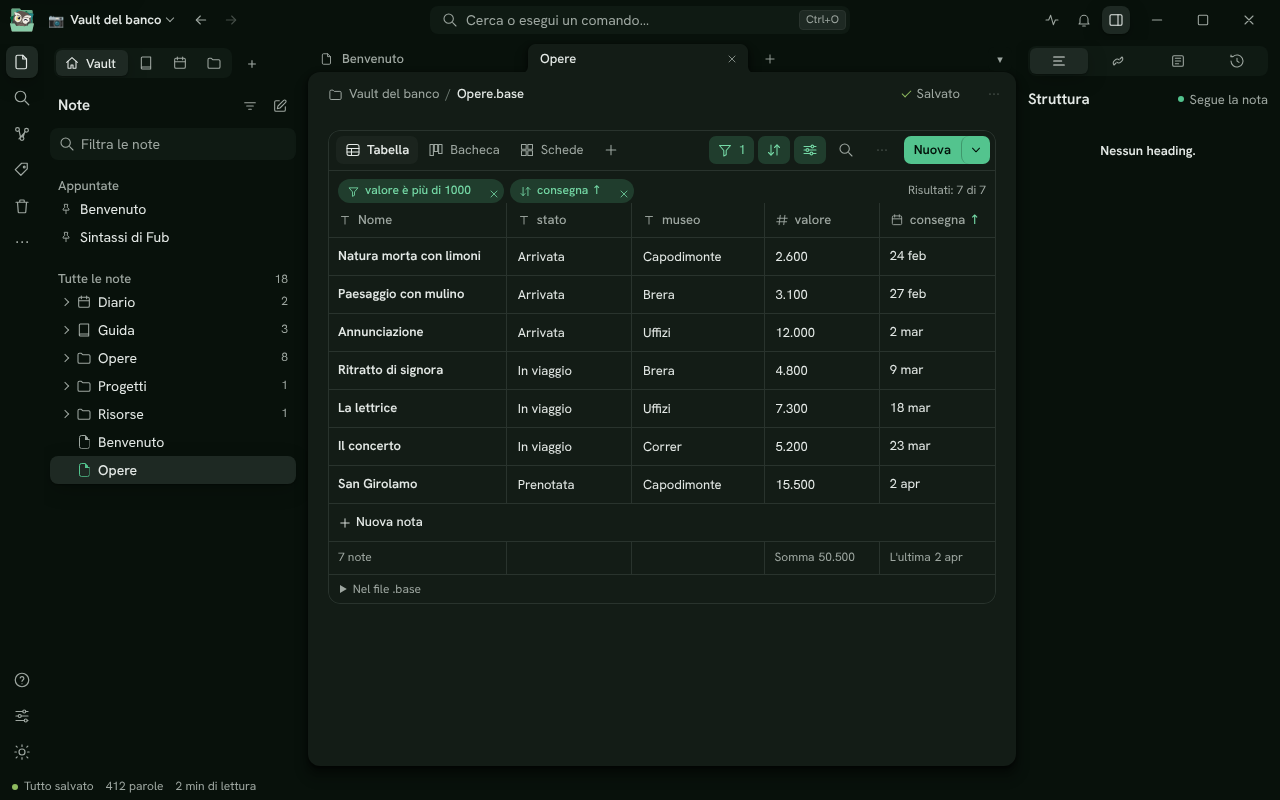 Vault del banco
Cerca o esegui un comando...
Ctrl+O
Vault
Benvenuto
Opere
Note
Filtra le note
Appuntate
Benvenuto
Sintassi di Fub
Tutte le note 18
Diario 2
Guida 3
Opere 8
Progetti 1
Risorse 1
Benvenuto
Opere
Vault del banco / Opere.base
Salvato
Tabella Bacheca Schede
1
Nuova
valore è più di 1000
consegna ↑
Risultati: 7 di 7
Nome stato museo valore consegna ↑
Natura morta con limoni Arrivata Capodimonte 2.600 24 feb
Paesaggio con mulino Arrivata Brera 3.100 27 feb
Annunciazione Arrivata Uffizi 12.000 2 mar
Ritratto di signora In viaggio Brera 4.800 9 mar
La lettrice In viaggio Uffizi 7.300 18 mar
Il concerto In viaggio Correr 5.200 23 mar
San Girolamo Prenotata Capodimonte 15.500 2 apr
Nuova nota
7 note Somma 50.500 L'ultima 2 apr
Nel file .base
Struttura
Segue la nota
Nessun heading.
Tutto salvato 412 parole 2 min di lettura